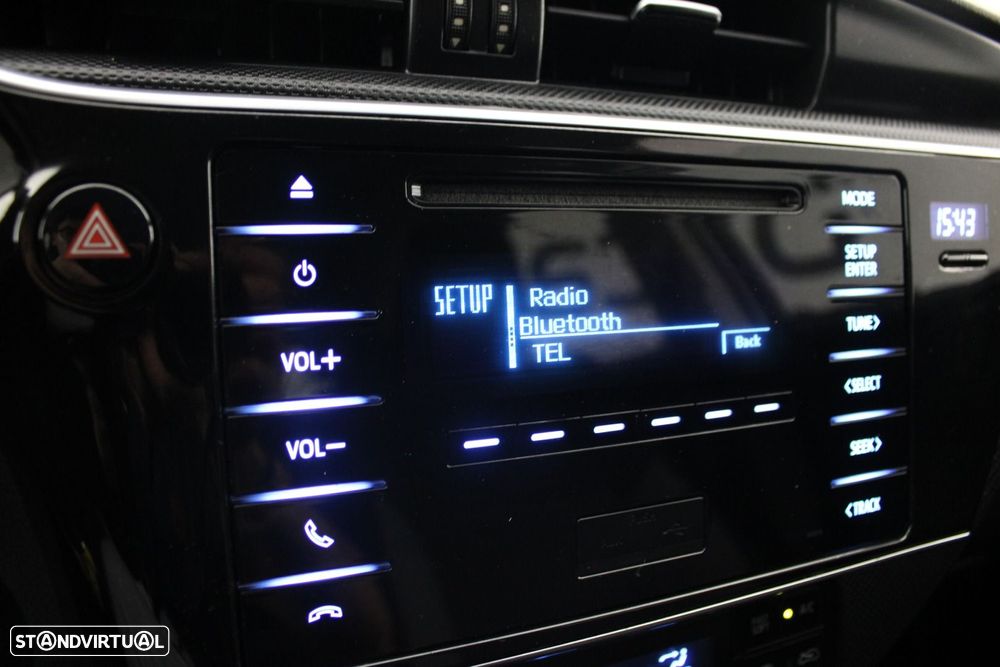 MODE
15:43
SETUP
ENTER
SETUP
Radio
Bluetooth
TEL
Back
VOL+
VOL-
TUNE>
<SELECT
SEEK>
<TRACK
A/C
STANDVIRTUAL